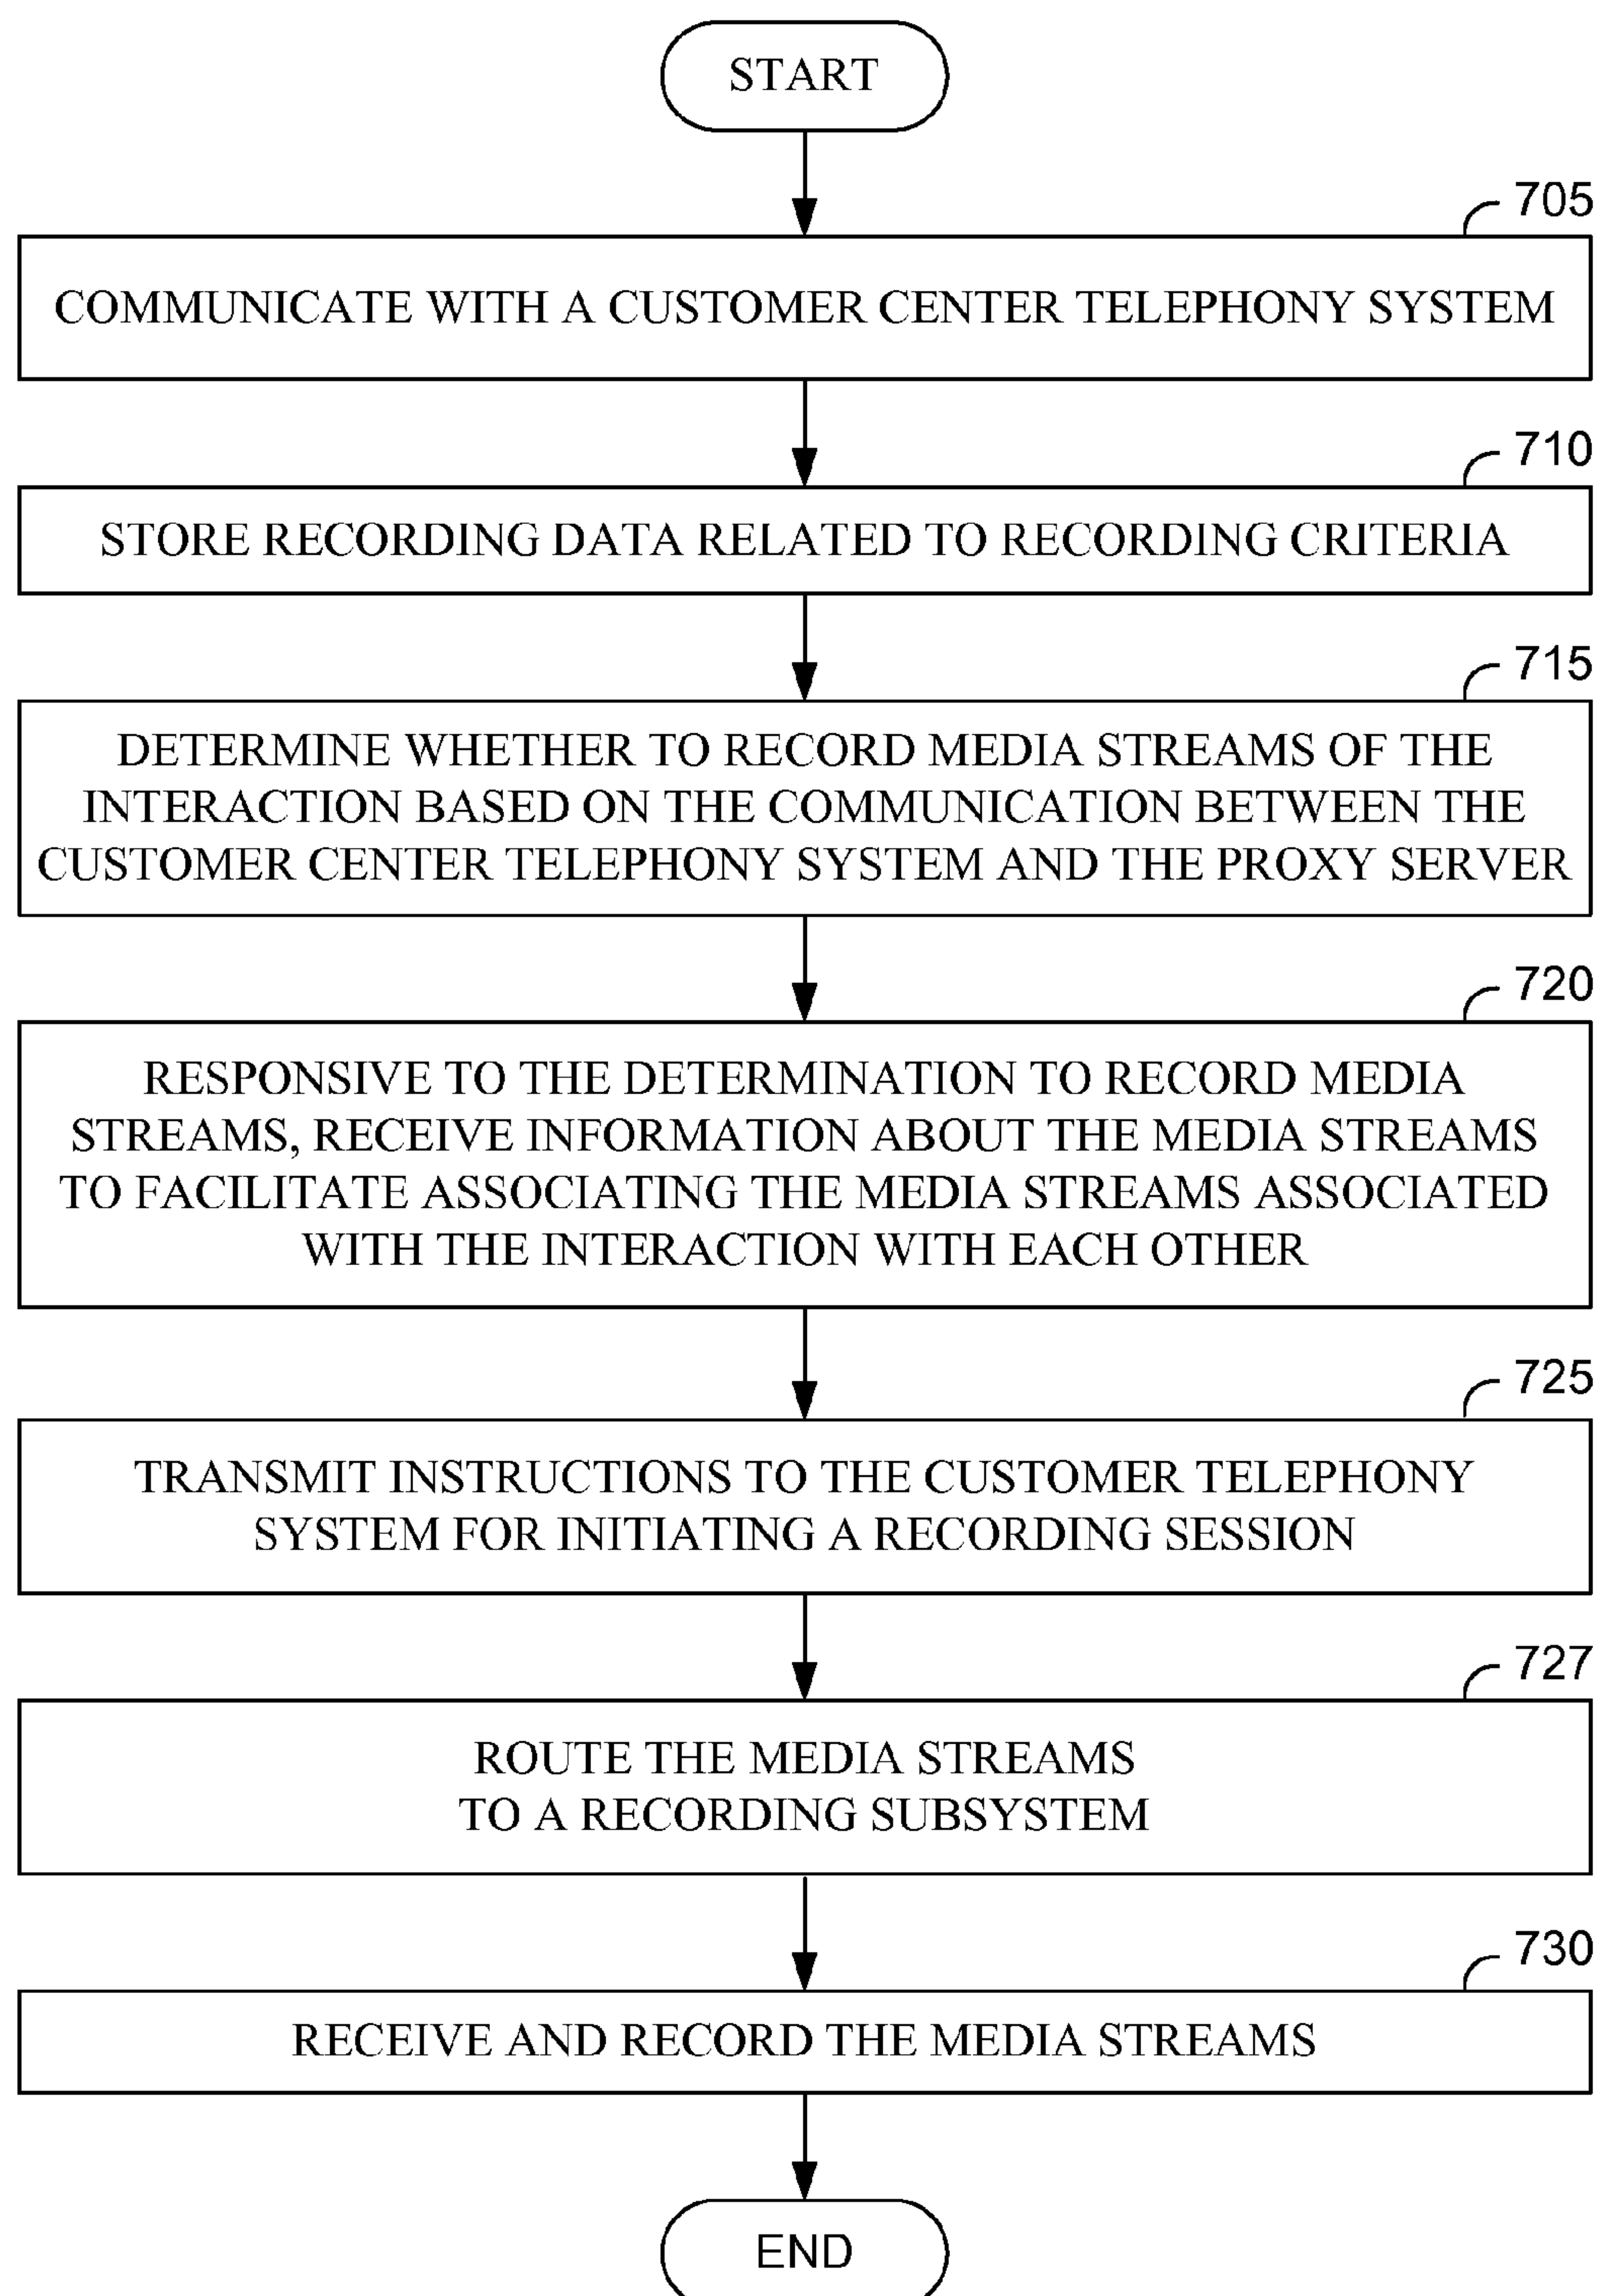 START
705
COMMUNICATE WITH A CUSTOMER CENTER TELEPHONY SYSTEM
710
STORE RECORDING DATA RELATED TO RECORDING CRITERIA
715
DETERMINE WHETHER TO RECORD MEDIA STREAMS OF THE
INTERACTION BASED ON THE COMMUNICATION BETWEEN THE
CUSTOMER CENTER TELEPHONY SYSTEM AND THE PROXY SERVER
720
RESPONSIVE TO THE DETERMINATION TO RECORD MEDIA
STREAMS, RECEIVE INFORMATION ABOUT THE MEDIA STREAMS
TO FACILITATE ASSOCIATING THE MEDIA STREAMS ASSOCIATED
WITH THE INTERACTION WITH EACH OTHER
725
TRANSMIT INSTRUCTIONS TO THE CUSTOMER TELEPHONY
SYSTEM FOR INITIATING A RECORDING SESSION
727
ROUTE THE MEDIA STREAMS
TO A RECORDING SUBSYSTEM
730
RECEIVE AND RECORD THE MEDIA STREAMS
END